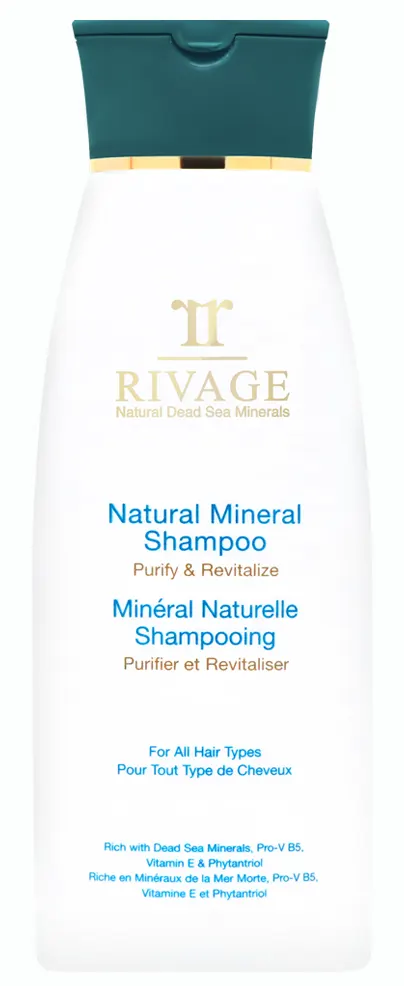 RIVAGE
Natural Dead Sea Minerals
Natural Mineral
Shampoo
Purify & Revitalize
Minéral Naturelle
Shampooing
Purifier et Revitaliser
For All Hair Types
Pour Tout Type de Cheveux
Rich with Dead Sea Minerals, Pro-V B5,
Vitamin E & Phytantriol
Riche en Minéraux de la Mer Morte, Pro-V B5,
Vitamine E et Phytantriol